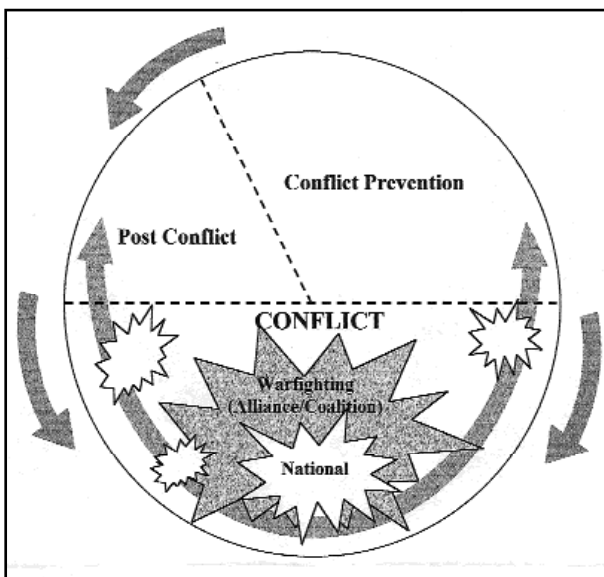 Conflict Prevention
Post Conflict
CONFLICT
Warfighting
(Alliance/Coalition)
National